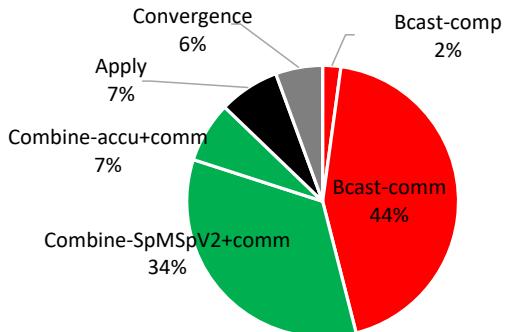 Convergence
6%
Bcast-comp
2%
Apply
7%
Combine-accu+comm
7%
Bcast-comm
44%
Combine-SpMSpV2+comm
34%